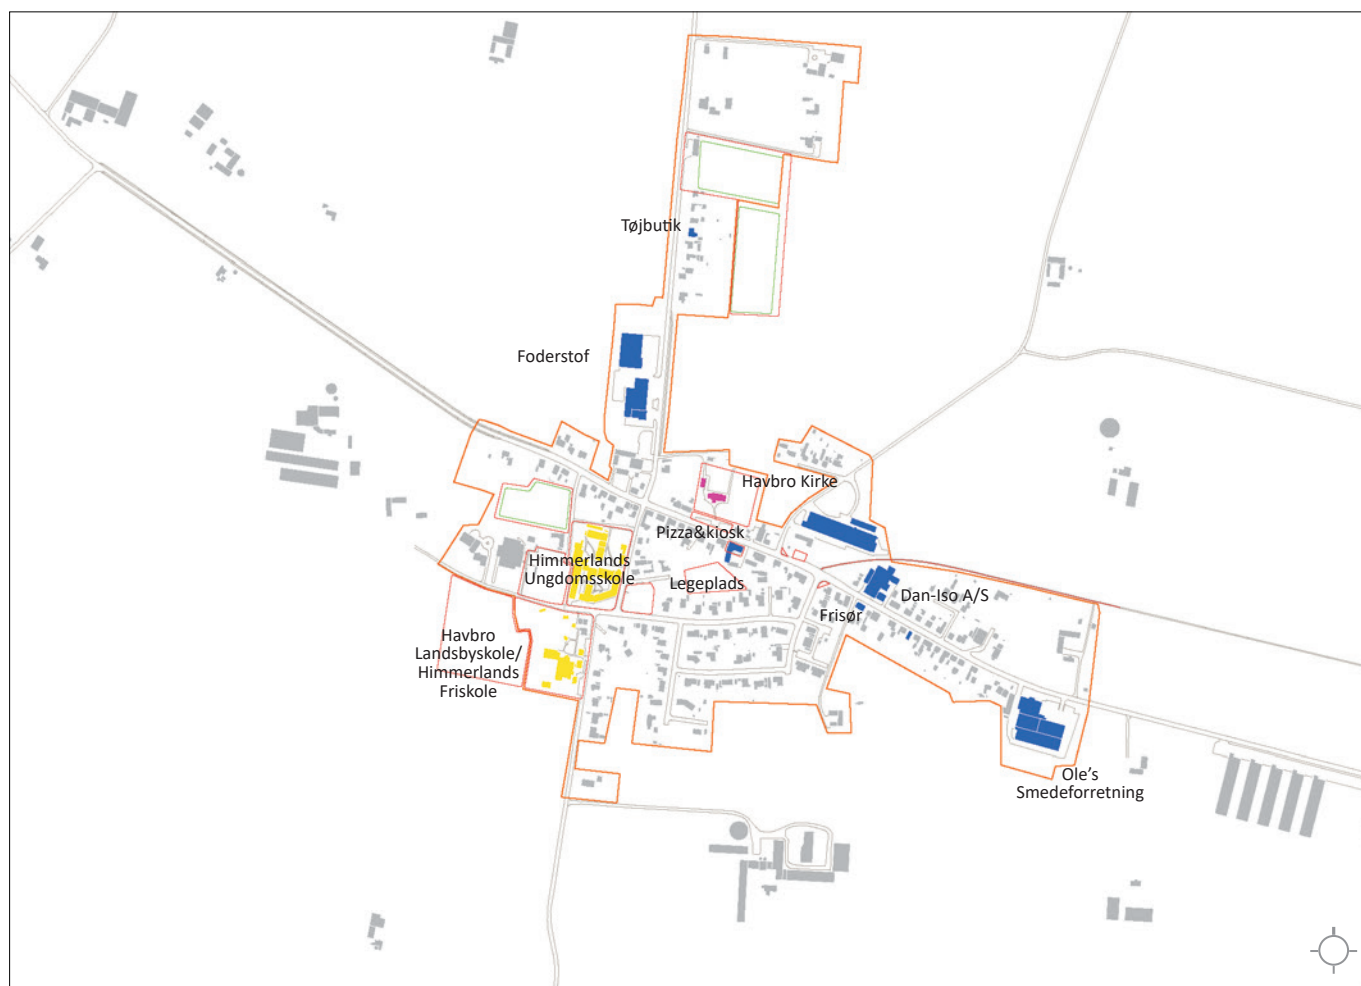 Tøjbutik
Foderstof
Havbro Kirke
Pizza&kiosk
Himmerlands
Ungdomsskole
Legeplads
Dan-Iso A/S
Frisør
Havbro
Landsbyskole/
Himmerlands
Friskole
Ole's
Smedeforretning